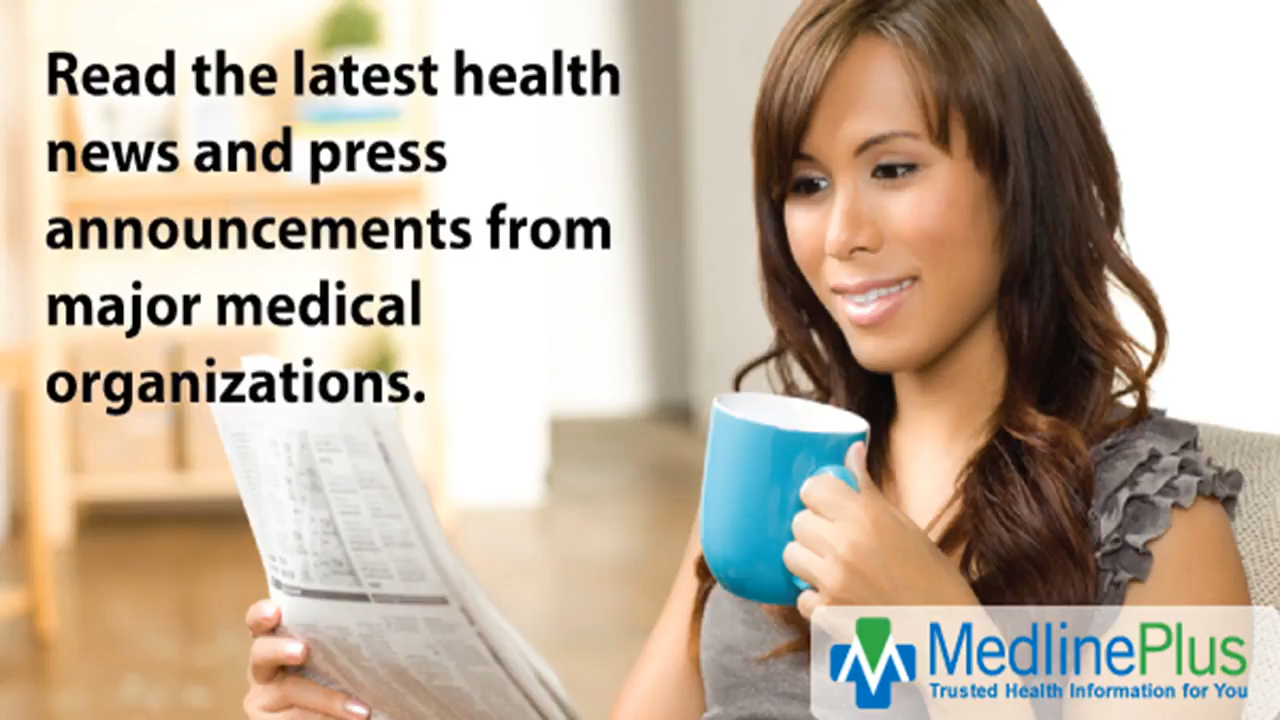 Read the latest health
news and press
announcements from
major medical
organizations.
MedlinePlus
Trusted Health Information for You